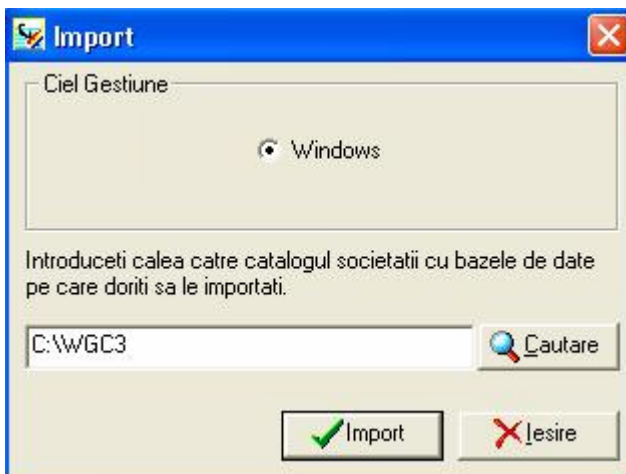 Import
Ciel Gestiune
Windows
Introduceti calea catre catalogul societatii cu bazele de date
pe care doriti sa le importati.
C:\WGC3
Cautare
Import
Iesire